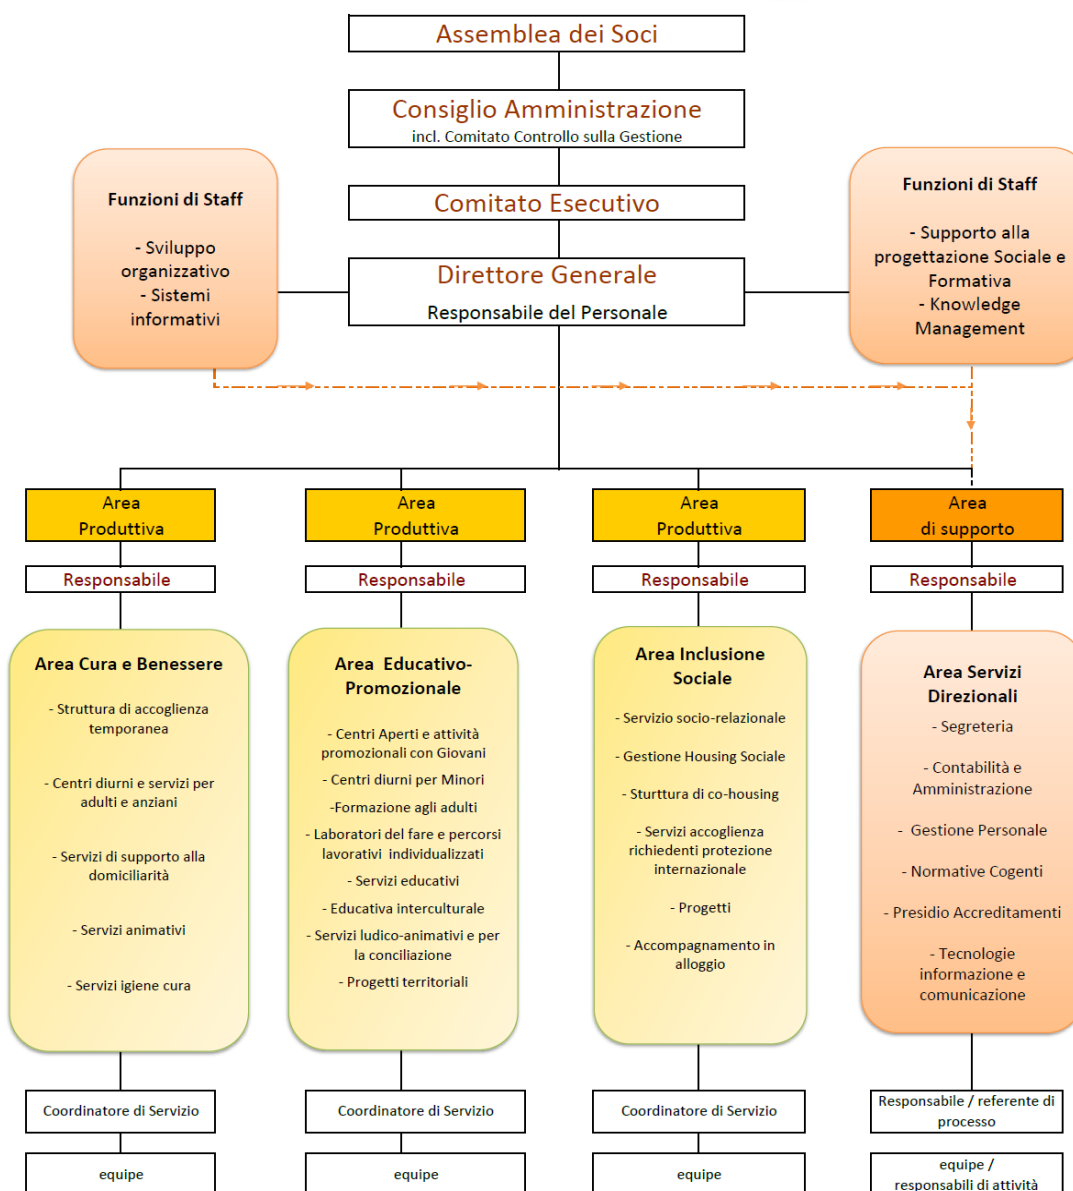 Assemblea dei Soci
Consiglio Amministrazione
incl. Comitato Controllo sulla Gestione
Funzioni di Staff
- Sviluppo
organizzativo
- Sistemi
informativi
Comitato Esecutivo
Direttore Generale
Responsabile del Personale
Funzioni di Staff
- Supporto alla
progettazione Sociale e
Formativa
- Knowledge
Management
Area
Produttiva
Responsabile
Area Cura e Benessere
- Struttura di accoglienza
temporanea
- Centri diurni e servizi per
adulti e anziani
- Servizi di supporto alla
domiciliarità
- Servizi animativi
- Servizi igiene cura
Coordinatore di Servizio
equipe
Area
Produttiva
Responsabile
Area Educativo-
Promozionale
- Centri Aperti e attività
promozionali con Giovani
- Centri diurni per Minori
-Formazione agli adulti
- Laboratori del fare e percorsi
lavorativi individualizzati
- Servizi educativi
- Educativa interculturale
- Servizi ludico-animativi e per
la conciliazione
- Progetti territoriali
Coordinatore di Servizio
equipe
Area
Produttiva
Responsabile
Area Inclusione
Sociale
- Servizio socio-relazionale
- Gestione Housing Sociale
- Sturttura di co-housing
- Servizi accoglienza
richiedenti protezione
internazionale
- Progetti
- Accompagnamento in
alloggio
Coordinatore di Servizio
equipe
Area
di supporto
Responsabile
Area Servizi
Direzionali
- Segreteria
- Contabilità e
Amministrazione
- Gestione Personale
- Normative Cogenti
- Presidio Accreditamenti
- Tecnologie
informazione e
comunicazione
Responsabile / referente di
processo
equipe /
responsabili di attività